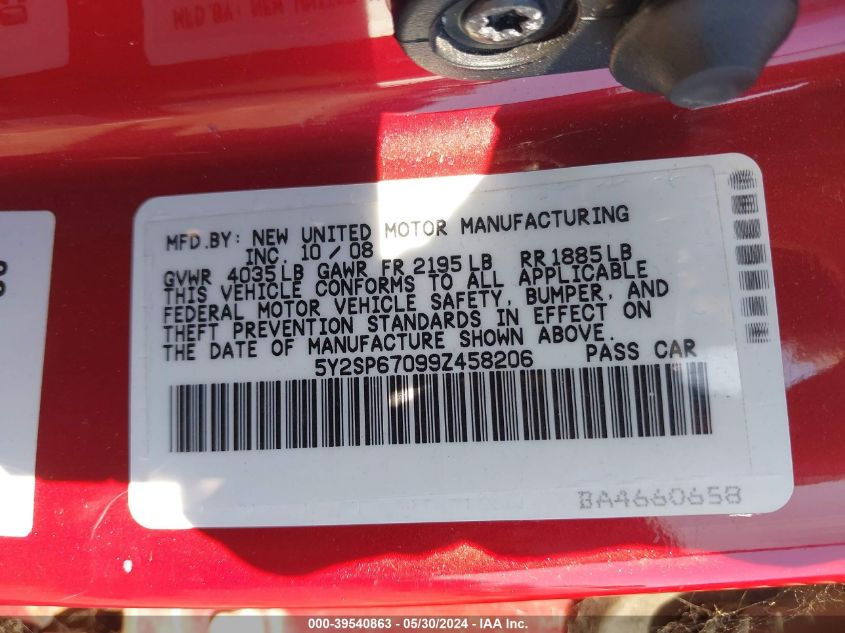 MFD.BY: NEW UNITED MOTOR MANUFACTURING
INC. 10 / 08
GVWR 4035 LB GAWR FR 2195 LB RR 1885 LB
THIS VEHICLE CONFORMS TO ALL APPLICABLE
FEDERAL MOTOR VEHICLE SAFETY, BUMPER, AND
THEFT PREVENTION STANDARDS IN EFFECT ON
THE DATE OF MANUFACTURE SHOWN ABOVE.
5Y2SP67099Z458206 PASS CAR
BA4660658
000-39540863 - 05/30/2024 - IAA Inc.